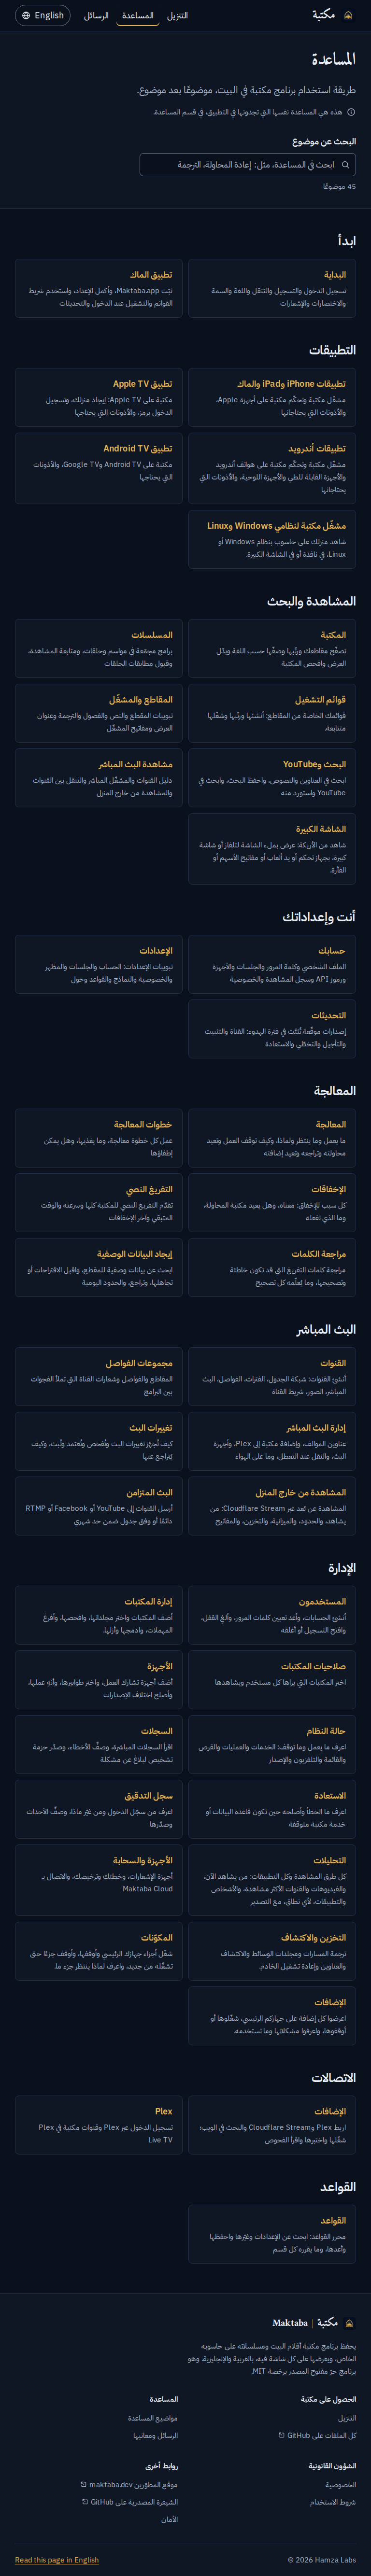 مكتبة
التنزيل
المساعدة
الرسائل
English
المساعدة
طريقة استخدام برنامج مكتبة في البيت، موضوعًا بعد موضوع.
هذه هي المساعدة نفسها التي تجدونها في التطبيق، في قسم المساعدة.
البحث عن موضوع
ابحث في المساعدة، مثل: إعادة المحاولة، الترجمة
45 موضوعًا
ابدأ
البداية
تسجيل الدخول والتسجيل والتنقل واللغة والسمة
والاختصارات والإشعارات
تطبيق الماك
ثبّت Maktaba.app، وأكمل الإعداد، واستخدم شريط
القوائم والتشغيل عند الدخول والتحديثات
التطبيقات
تطبيقات iPhone وiPad والماك
مشغّل مكتبة وتحكّم مكتبة على أجهزة Apple،
والأذونات التي يحتاجانها
تطبيق Apple TV
مكتبة على Apple TV: إيجاد منزلك، وتسجيل
الدخول برمز، والأذونات التي يحتاجها
تطبيقات أندرويد
مشغّل مكتبة وتحكّم مكتبة على هواتف أندرويد
والأجهزة القابلة للطي والأجهزة اللوحية، والأذونات التي
يحتاجانها
تطبيق Android TV
مكتبة على Android TV وGoogle TV، والأذونات
التي يحتاجها
مشغّل مكتبة لنظامي Windows وLinux
شاهد منزلك على حاسوب بنظام Windows أو
Linux، في نافذة أو في الشاشة الكبيرة.
المشاهدة والبحث
المكتبة
تصفَّح مقاطعك ورتِّبها وصفِّها حسب اللغة وبدّل
العرض وافحص المكتبة
المسلسلات
برامج مجمّعة في مواسم وحلقات، ومتابعة المشاهدة،
وقبول مطابقات الحلقات
قوائم التشغيل
قوائمك الخاصة من المقاطع: أنشئها ورتِّبها وشغّلها
متتابعة.
المقاطع والمشغّل
تبويبات المقطع والنص والفصول والترجمة وعنوان
العرض ومفاتيح المشغّل
البحث وYouTube
ابحث في العناوين والنصوص، واحفظ البحث، وابحث في
YouTube واستورد منه
مشاهدة البث المباشر
دليل القنوات والمشغّل المباشر والتنقل بين القنوات
والمشاهدة من خارج المنزل
الشاشة الكبيرة
شاهد من الأريكة: عرض بملء الشاشة لتلفاز أو شاشة
كبيرة، بجهاز تحكم أو يد ألعاب أو مفاتيح الأسهم أو
الفأرة.
أنت وإعداداتك
حسابك
الملف الشخصي وكلمة المرور والجلسات والأجهزة
ورموز API وسجل المشاهدة والخصوصية
الإعدادات
تبويبات الإعدادات: الحساب والجلسات والمظهر
والخصوصية والنماذج والقواعد وحول
التحديثات
إصدارات موقّعة تُثبَّت في فترة الهدوء: القناة والتثبيت
والتأجيل والتخطّي والاستعادة
المعالجة
المعالجة
ما يعمل وما ينتظر ولماذا، وكيف توقف العمل وتعيد
محاولته وتراجعه وتعيد إضافته
خطوات المعالجة
عمل كل خطوة معالجة، وما يغذيها، وهل يمكن
إطفاؤها
الإخفاقات
كل سبب للإخفاق: معناه، وهل يعيد مكتبة المحاولة،
وما الذي تفعله
التفريغ النصي
تقدّم التفريغ النصي للمكتبة كلها وسرعته والوقت
المتبقي وآخر الإخفاقات
مراجعة الكلمات
مراجعة كلمات التفريغ التي قد تكون خاطئة
وتصحيحها، وما يُعلّمه كل تصحيح
إيجاد البيانات الوصفية
ابحث عن بيانات وصفية للمقطع، واقبل الاقتراحات أو
تجاهلها، وتراجع، والحدود اليومية
البث المباشر
القنوات
أنشئ القنوات: شبكة الجدول، الفترات، الفواصل، البث
المباشر، الصور، شريط القناة
مجموعات الفواصل
المقاطع والفواصل وشعارات القناة التي تملأ الفجوات
بين البرامج
إدارة البث المباشر
عناوين الموالف، وإضافة مكتبة إلى Plex، وأجهزة
البث، والنقل عند التعطل، وما على الهواء
تغييرات البث
كيف تُجهَّز تغييرات البث وتُفحص وتُعتمد وتُبث، وكيف
يُتراجع عنها
المشاهدة من خارج المنزل
المشاهدة عن بُعد عبر Cloudflare Stream: من
يشاهد، والحدود، والميزانية، والتخزين، والمفاتيح
البث المتزامن
أرسل القنوات إلى YouTube أو Facebook أو RTMP
دائمًا أو وفق جدول ضمن حد شهري
الإدارة
المستخدمون
أنشئ الحسابات، وأعد تعيين كلمات المرور، وألغِ القفل،
وافتح التسجيل أو أغلقه
إدارة المكتبات
أضف المكتبات واختر مجلداتها، وافحصها، وأفرغ
المهملات، وادمجها وأزلها.
صلاحيات المكتبات
اختر المكتبات التي يراها كل مستخدم ويشاهدها
الأجهزة
أضف أجهزة تشارك العمل، واختر طوابيرها، وأنهِ عملها،
وأصلح اختلاف الإصدارات
حالة النظام
اعرف ما يعمل وما توقف: الخدمات والعمليات والقرص
والقائمة والتلفزيون والإصدار
السجلات
اقرأ السجلات المباشرة، وصفِّ الأخطاء، وصدّر حزمة
تشخيص لبلاغ عن مشكلة
الاستعادة
اعرف ما الخطأ وأصلحه حين تكون قاعدة البيانات أو
خدمة مكتبة متوقفة
سجل التدقيق
اعرف من سجّل الدخول ومن غيّر ماذا، وصفِّ الأحداث
وصدّرها
التحليلات
كل طرق المشاهدة وكل التطبيقات: من يشاهد الآن،
والفيديوهات والقنوات الأكثر مشاهدة، والأشخاص
والتطبيقات، لأي نطاق، مع التصدير
الأجهزة والسحابة
أجهزة الإشعارات، وخطتك وترخيصك، والاتصال بـ
Maktaba Cloud
التخزين والاكتشاف
ترجمة المسارات ومجلدات الوسائط والاكتشاف
والعناوين وإعادة تشغيل الخادم.
المكوّنات
شغّل أجزاء جهازك الرئيسي وأوقفها، وأوقف جزءًا حتى
تشغّله من جديد، واعرف لماذا ينتظر جزء ما.
الإضافات
اعرضوا كل إضافة على جهازكم الرئيسي، شغّلوها أو
أوقفوها، واعرفوا مشكلاتها وما تستخدمه.
الاتصالات
الإضافات
اربط Plex وCloudflare Stream والبحث في الويب؛
شغّلها واختبرها واقرأ الفحوص
Plex
تسجيل الدخول عبر Plex وقنوات مكتبة في Plex
Live TV
القواعد
القواعد
محرر القواعد: ابحث عن الإعدادات وغيّرها واحفظها
وأعدها، وما يقرره كل قسم
مكتبة | Maktaba
يحفظ برنامج مكتبة أفلام البيت ومسلسلاته على حاسوبه
الخاص، ويعرضها على كل شاشة فيه، بالعربية والإنجليزية. وهو
برنامج حرّ مفتوح المصدر برخصة MIT.
الحصول على مكتبة
التنزيل
كل الملفات على GitHub
المساعدة
مواضيع المساعدة
الرسائل ومعانيها
الشؤون القانونية
الخصوصية
شروط الاستخدام
روابط أخرى
موقع المطوّرين maktaba.dev
الشيفرة المصدرية على GitHub
الأمان
© 2026 Hamza Labs
Read this page in English